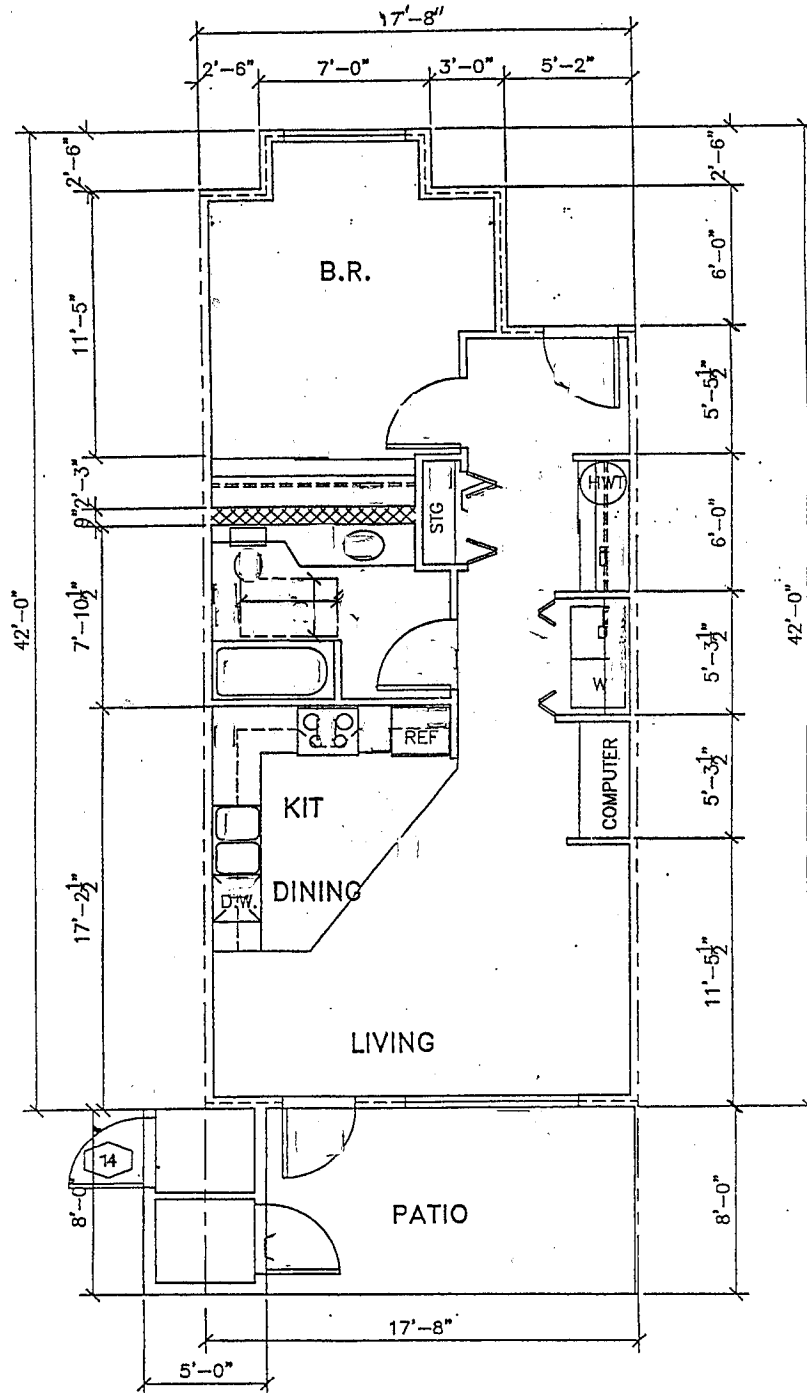 17'-8"
2'-6" 7'-0" 3'-0" 5'-2"
2'-6"
2'-6"
B.R.
6'-0"
11'-5"
5'-5½"
2'-3"
9"
STG
HWT
6'-0"
42'-0"
42'-0"
7'-10½"
5'-3½"
W
REF
COMPUTER
5'-3½"
KIT
17'-2½"
D.W.
DINING
11'-5½"
LIVING
14
8'-0"
PATIO
8'-0"
17'-8"
5'-0"